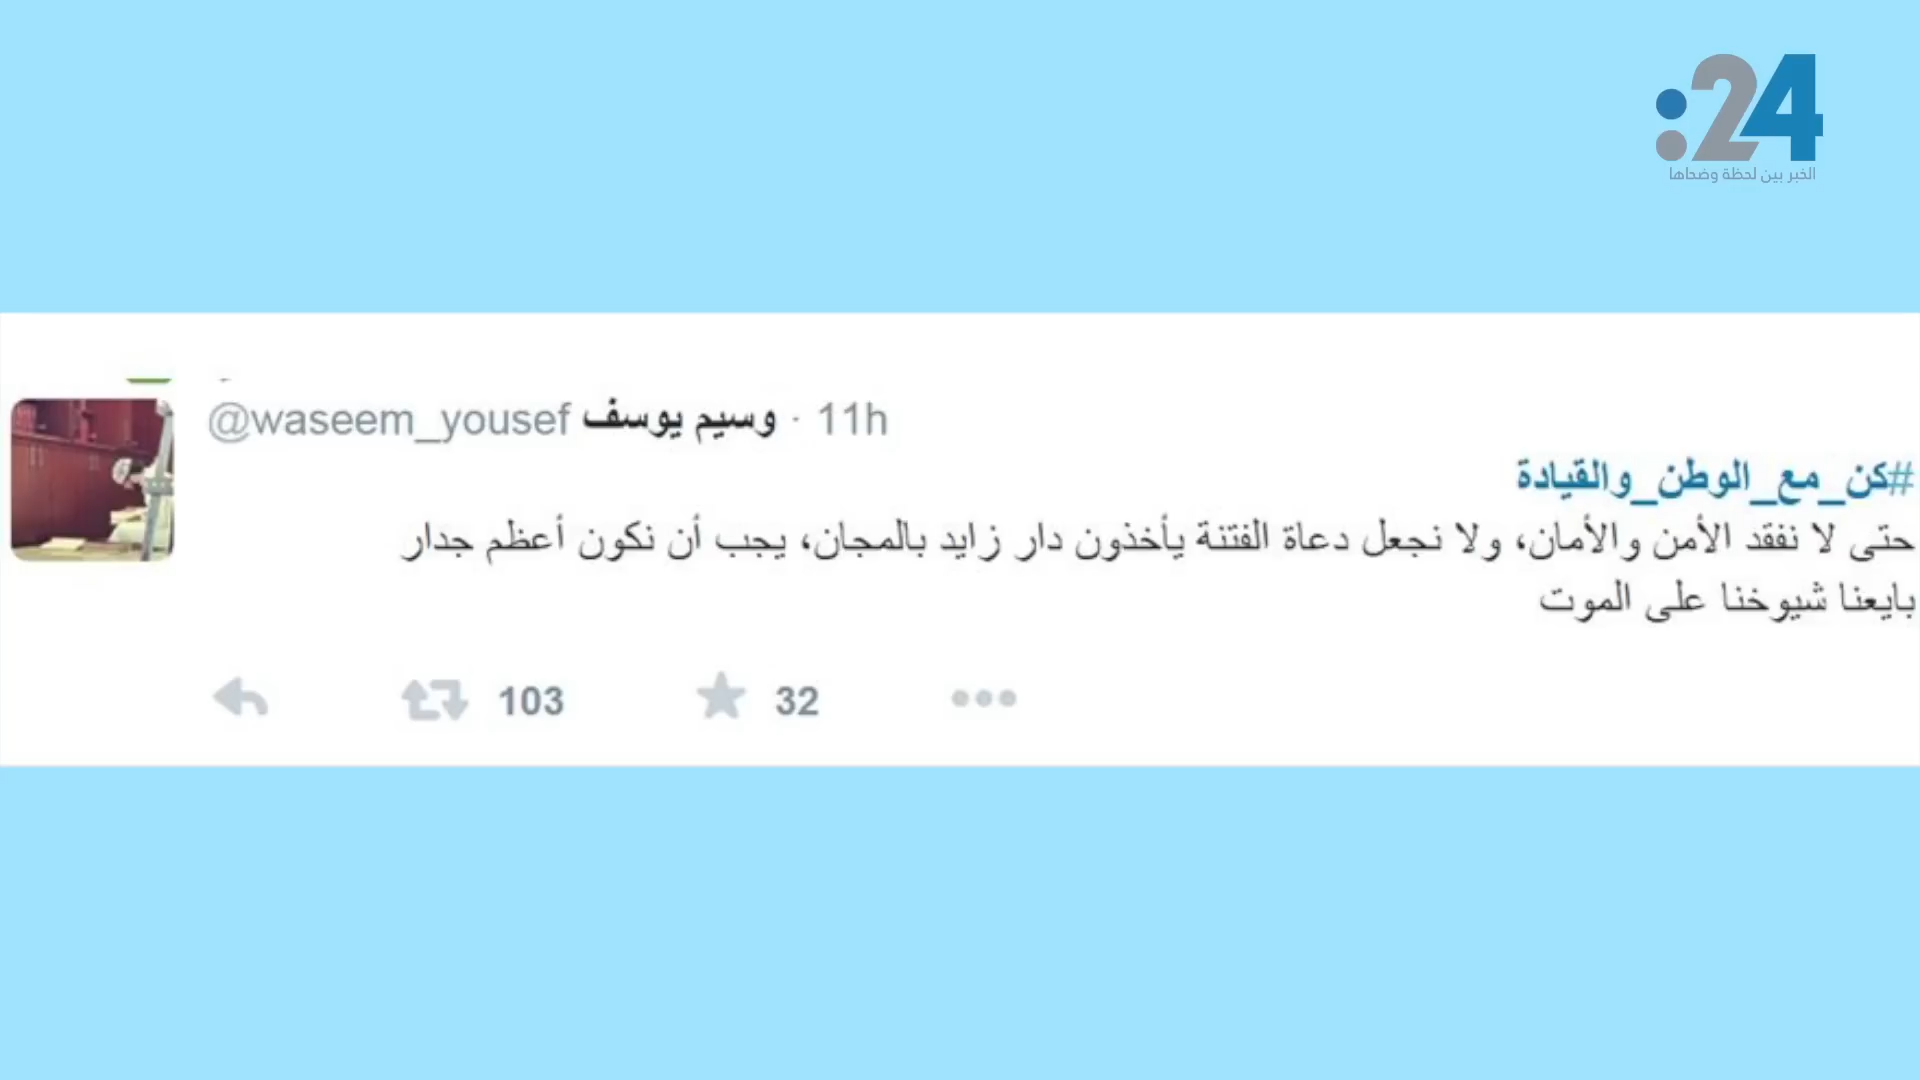 :24
الخبر بين لحظة وضحاها
@waseem_yousef وسيم يوسف · 11h
#كن_مع_الوطن_والقيادة
حتى لا نفقد الأمن والأمان، ولا نجعل دعاة الفتنة يأخذون دار زايد بالمجان، يجب أن نكون أعظم جدار
بايعنا شيوخنا على الموت
103 32